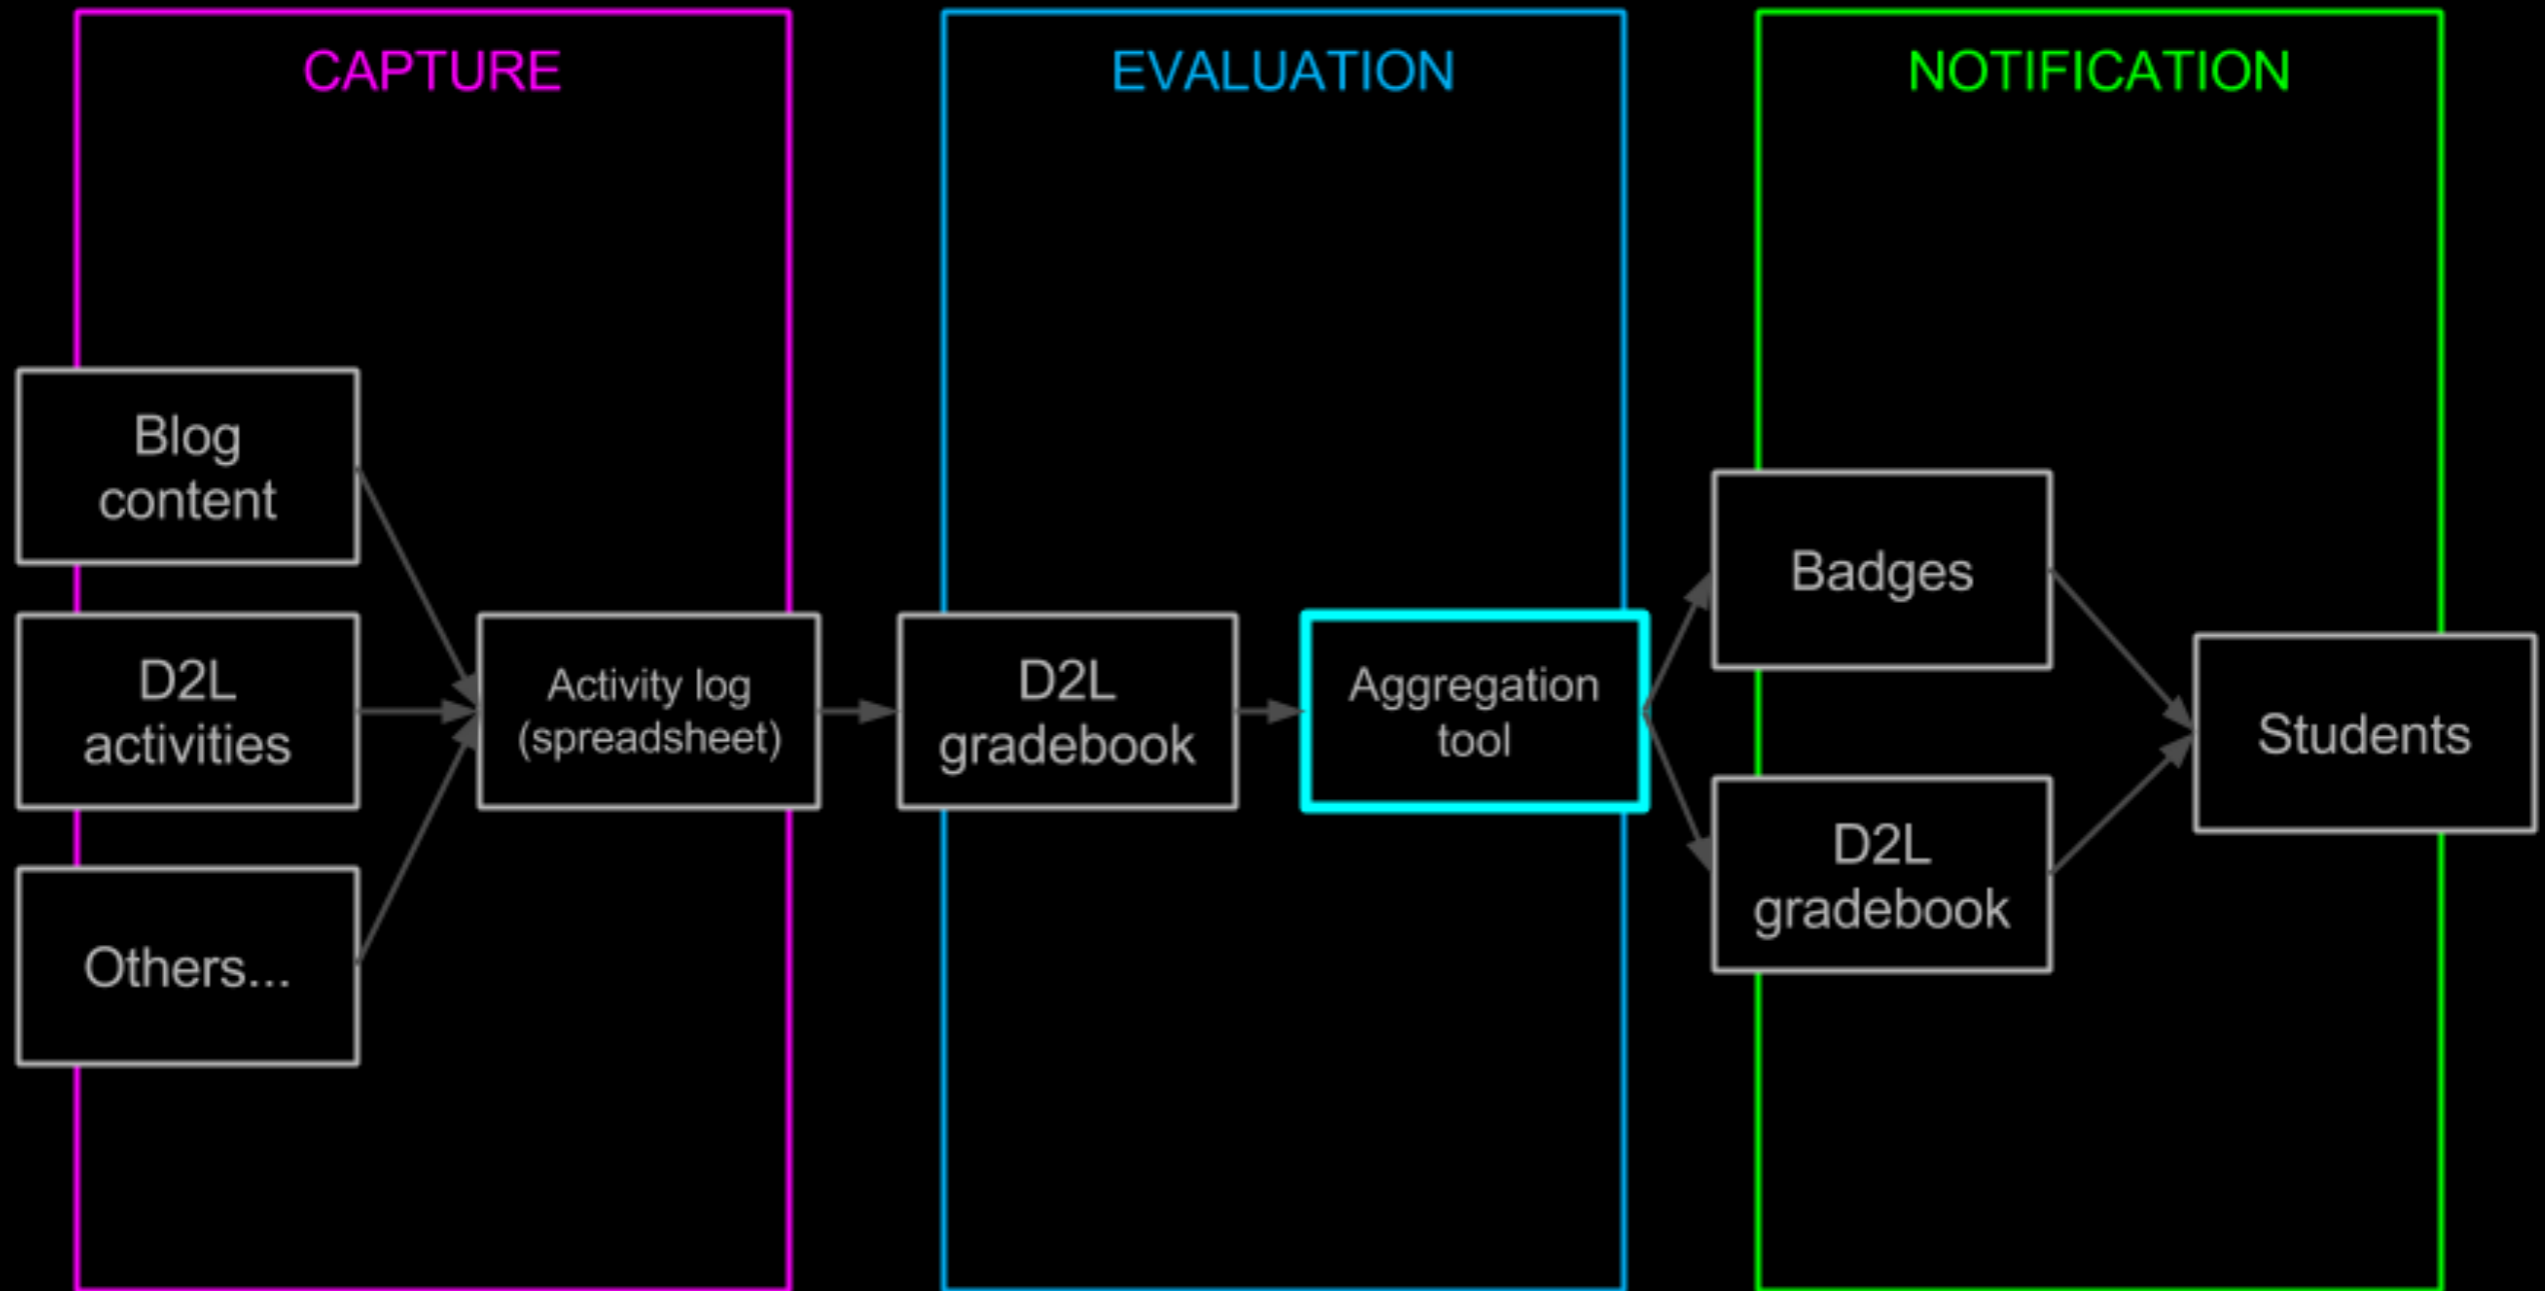 CAPTURE
EVALUATION
NOTIFICATION
Blog
content
D2L
activities
Others...
Activity log
(spreadsheet)
D2L
gradebook
Aggregation
tool
Badges
D2L
gradebook
Students